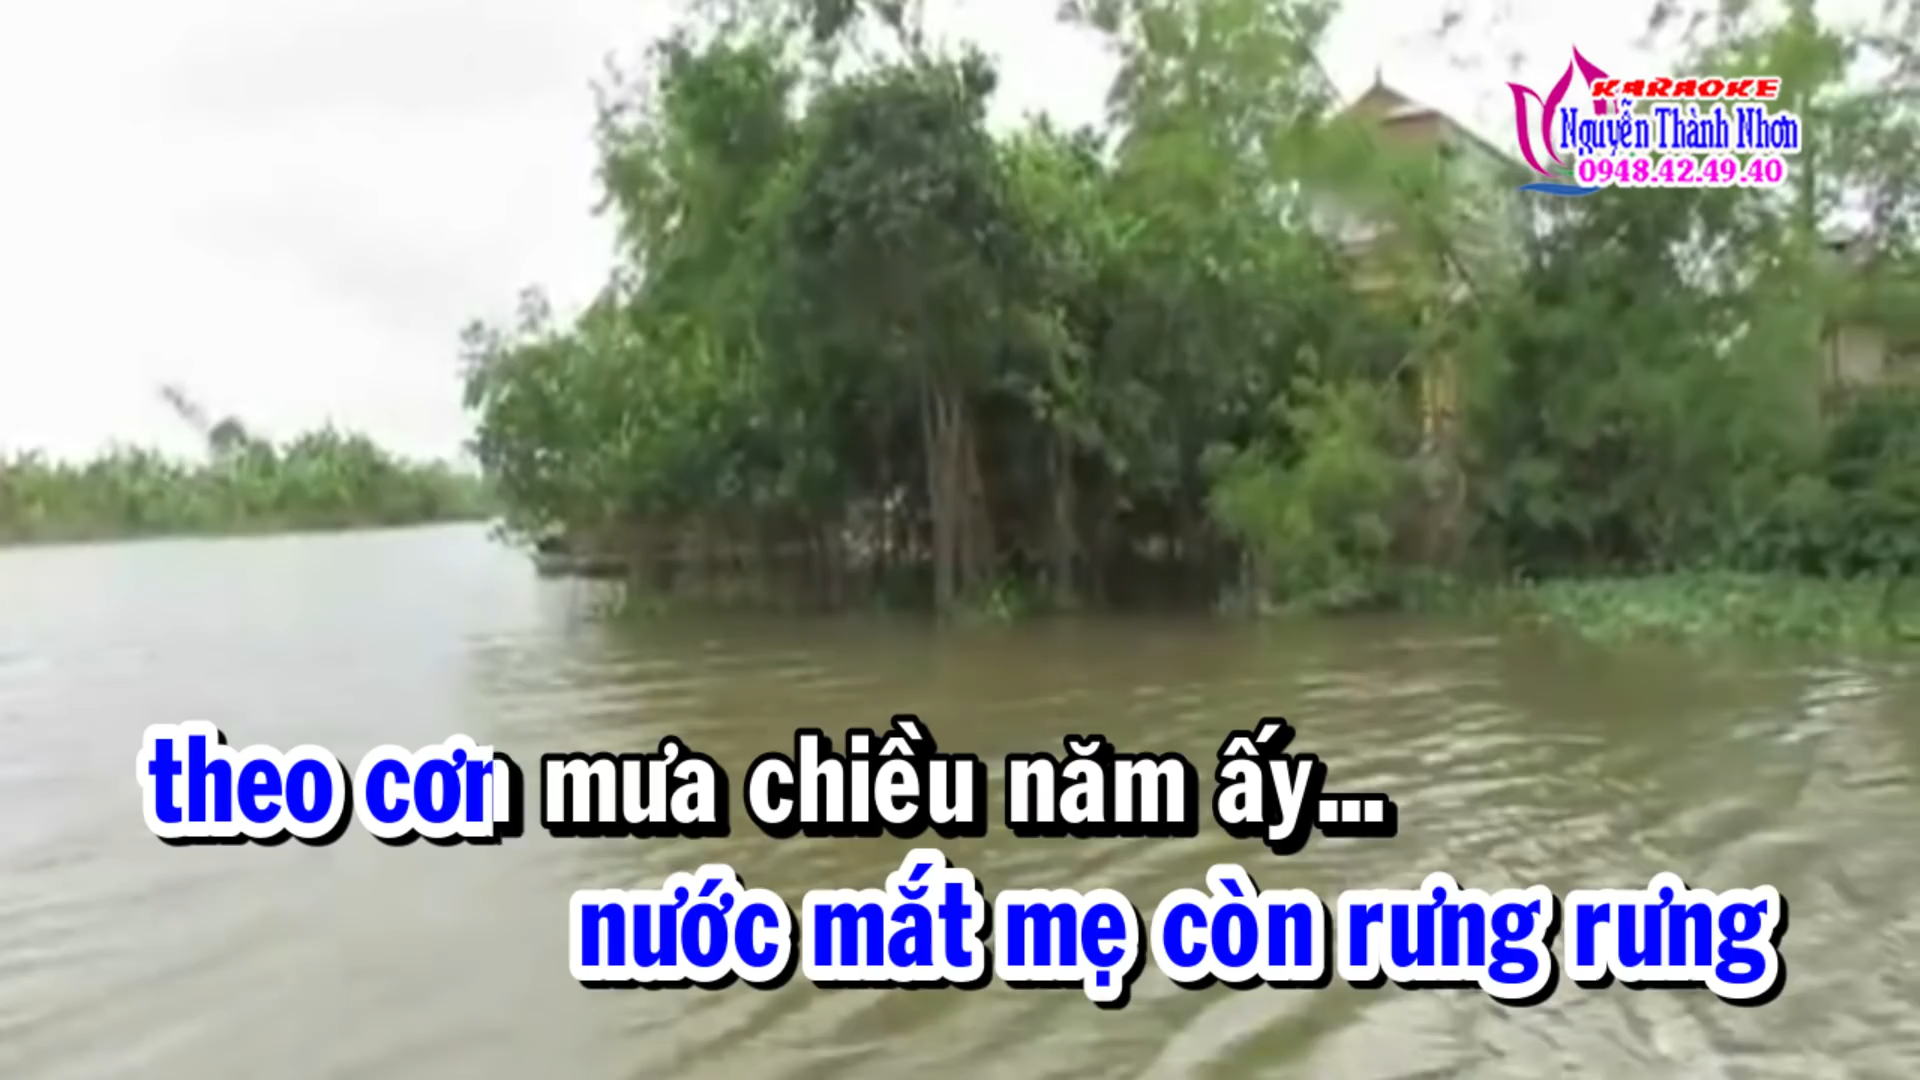 KARAOKE
Nguyễn Thành Nhơn
0948.42.49.40
theo cơn mưa chiều năm ấy...
nước mắt mẹ còn rưng rưng